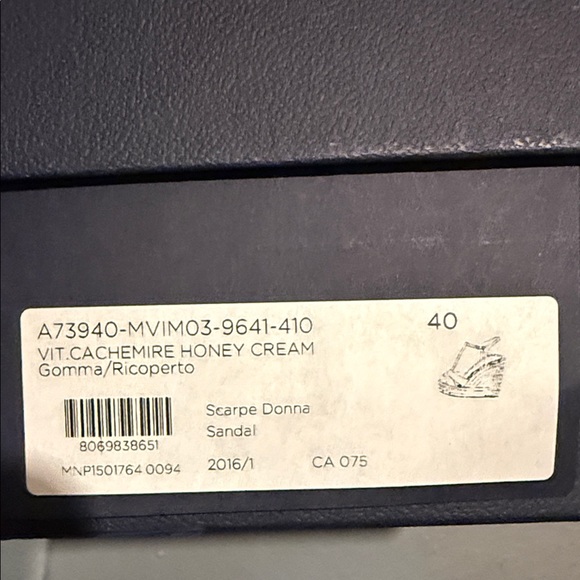 A73940-MVIM03-9641-410 40
VIT.CACHEMIRE HONEY CREAM
Gomma/Ricoperto
Scarpe Donna
8069838651 Sandal
MNP1501764 0094 2016/1 CA 075